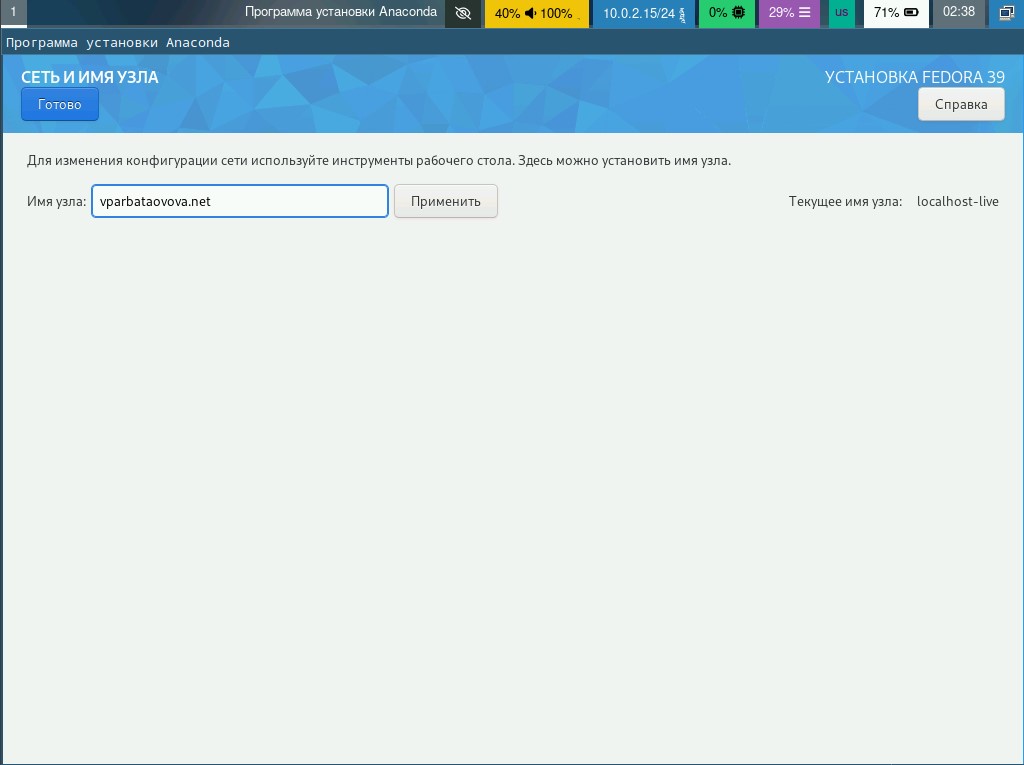 1 Программа установки Anaconda 40% 100% 10.0.2.15/24 0% 29% us 71% 02:38
Программа установки Anaconda
СЕТЬ И ИМЯ УЗЛА УСТАНОВКА FEDORA 39
Готово Справка
Для изменения конфигурации сети используйте инструменты рабочего стола. Здесь можно установить имя узла.
Имя узла: vparbataovova.net Применить Текущее имя узла: localhost-live